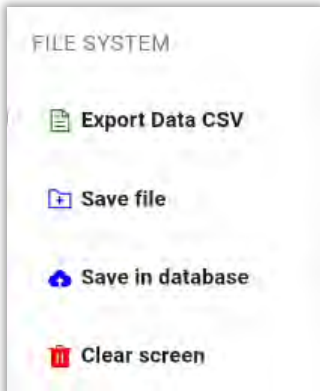 FILE SYSTEM
Export Data CSV
Save file
Save in database
Clear screen